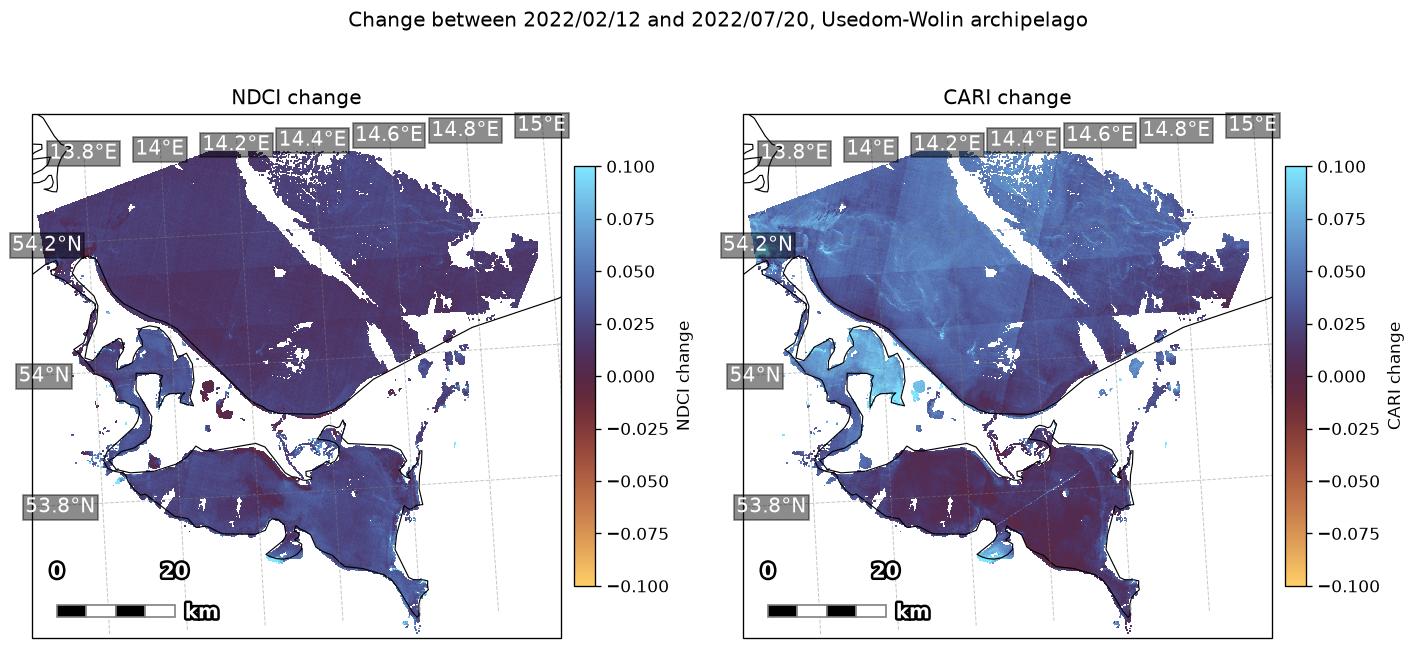 Change between 2022/02/12 and 2022/07/20, Usedom-Wolin archipelago
NDCI change
13.8°E 14°E 14.2°E 14.4°E 14.6°E 14.8°E 15°E
54.2°N
54°N
53.8°N
0 20
km
0.100
0.075
0.050
0.025
0.000
−0.025
−0.050
−0.075
−0.100
NDCI change
CARI change
13.8°E 14°E 14.2°E 14.4°E 14.6°E 14.8°E 15°E
54.2°N
54°N
53.8°N
0 20
km
0.100
0.075
0.050
0.025
0.000
−0.025
−0.050
−0.075
−0.100
CARI change